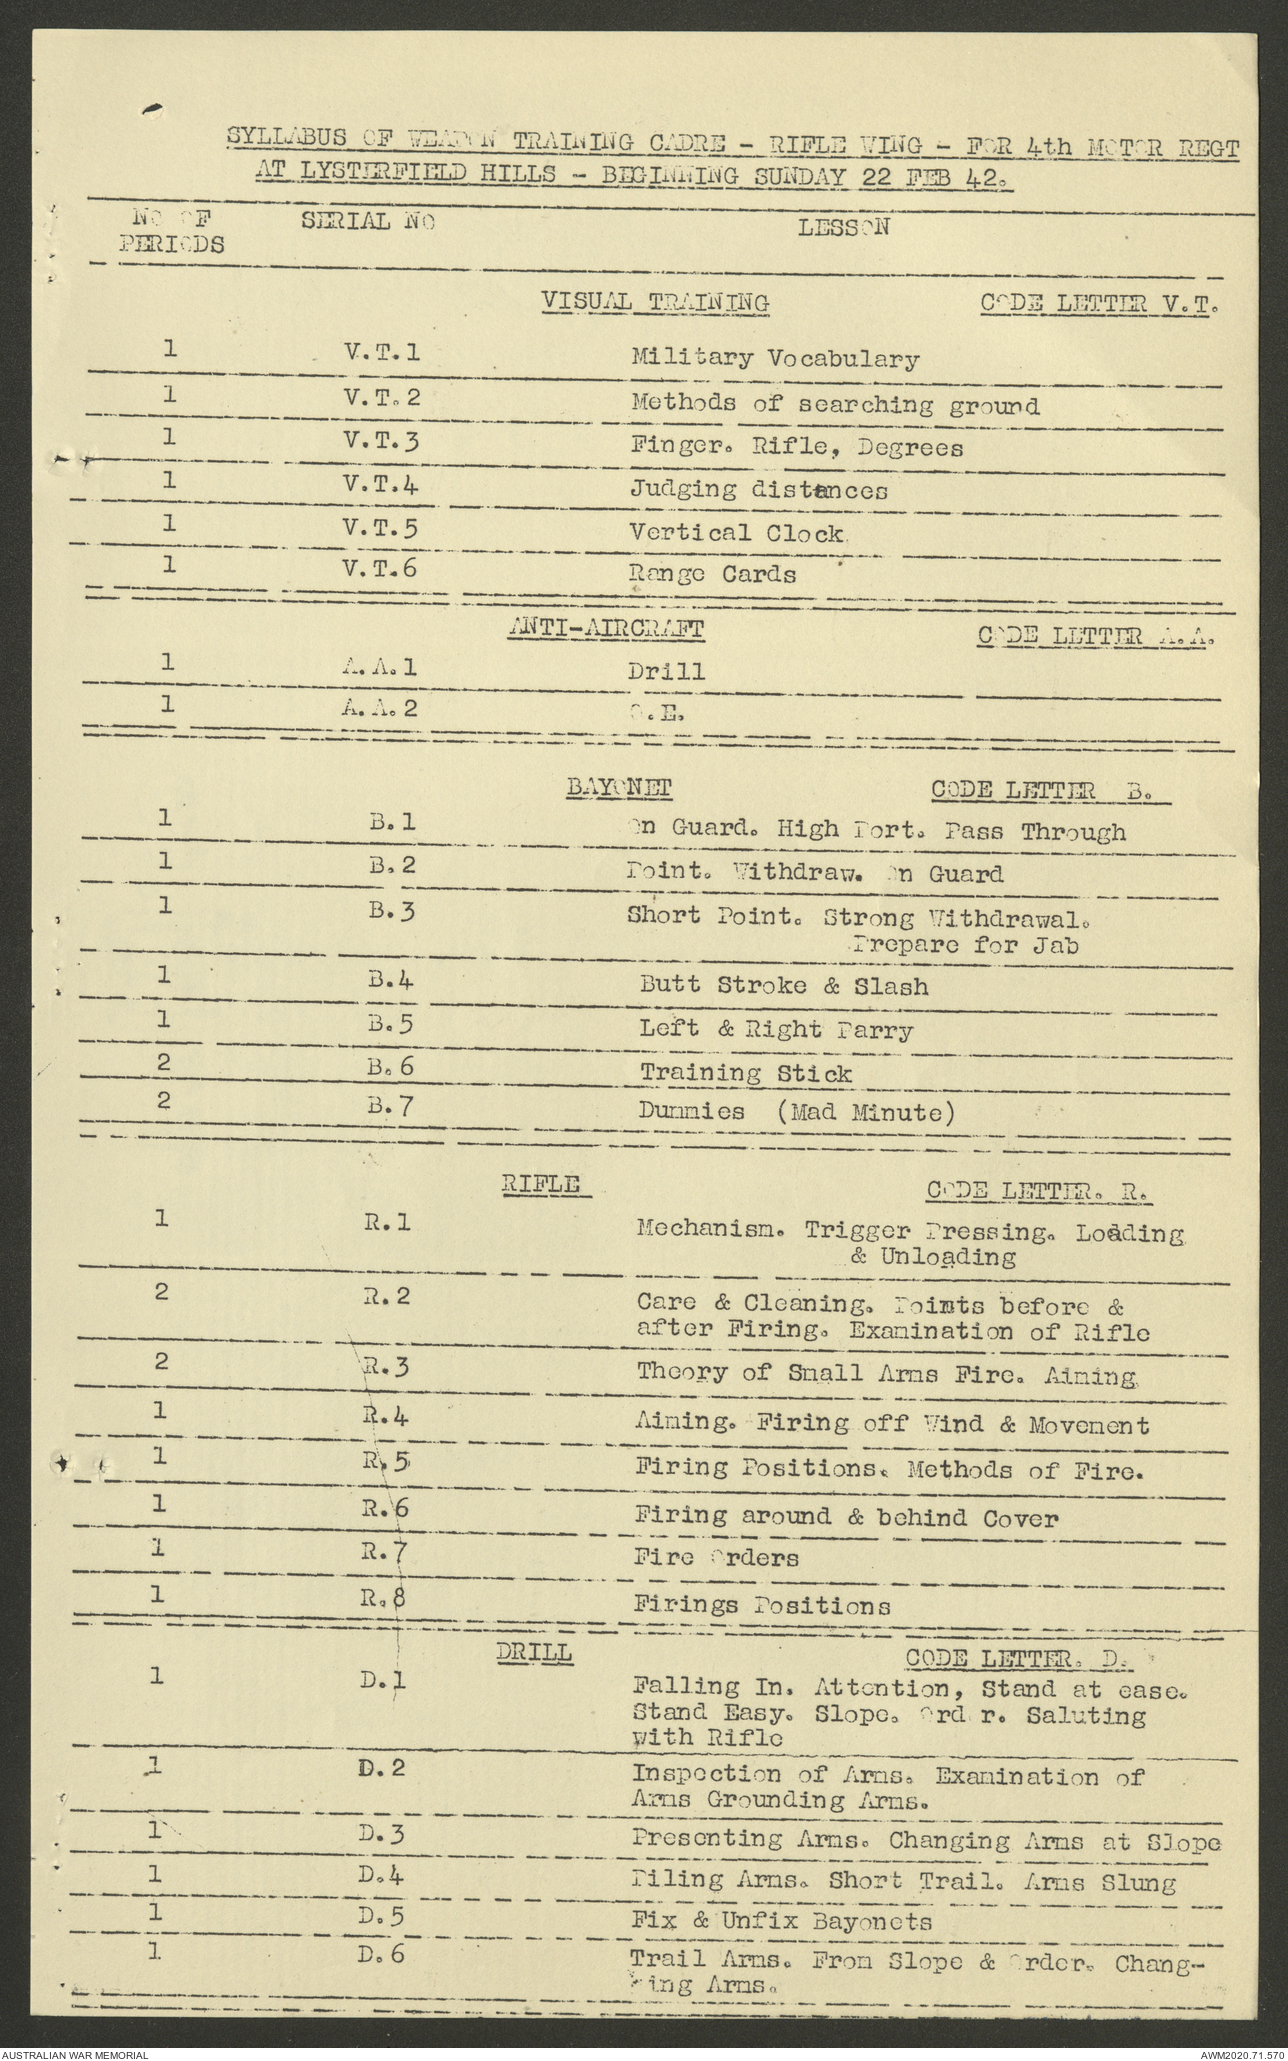 SYLLABUS OF WEAPON TRAINING CADRE - RIFLE WING - FOR 4th MOTOR REGT
AT LYSTERFIELD HILLS - BEGINNING SUNDAY 22 FEB 42.
NO OF PERIODS SERIAL NO LESSON
VISUAL TRAINING CODE LETTER V.T.
1 V.T.1 Military Vocabulary
1 V.T.2 Methods of searching ground
1 V.T.3 Finger. Rifle, Degrees
1 V.T.4 Judging distances
1 V.T.5 Vertical Clock
1 V.T.6 Range Cards
ANTI-AIRCRAFT CODE LETTER A.A.
1 A.A.1 Drill
1 A.A.2 .E.
BAYONET CODE LETTER B.
1 B.1 On Guard. High Port. Pass Through
1 B.2 Point. Withdraw. On Guard
1 B.3 Short Point. Strong Withdrawal.
Prepare for Jab
1 B.4 Butt Stroke & Slash
1 B.5 Left & Right Parry
2 B.6 Training Stick
2 B.7 Dummies (Mad Minute)
RIFLE CODE LETTER. R.
1 R.1 Mechanism. Trigger Pressing. Loading
& Unloading
2 R.2 Care & Cleaning. Points before &
after Firing. Examination of Rifle
2 R.3 Theory of Small Arms Fire. Aiming
1 R.4 Aiming. Firing off Wind & Movement
1 R.5 Firing Positions. Methods of Fire.
1 R.6 Firing around & behind Cover
1 R.7 Fire Orders
1 R.8 Firings Positions
DRILL CODE LETTER. D.
1 D.1 Falling In. Attention, Stand at ease.
Stand Easy. Slope. Order. Saluting
with Rifle
1 D.2 Inspection of Arms. Examination of
Arms Grounding Arms.
1 D.3 Presenting Arms. Changing Arms at Slope
1 D.4 Piling Arms. Short Trail. Arms Slung
1 D.5 Fix & Unfix Bayonets
1 D.6 Trail Arms. From Slope & Order. Chang-
ing Arms.
AUSTRALIAN WAR MEMORIAL AWM2020.71.570